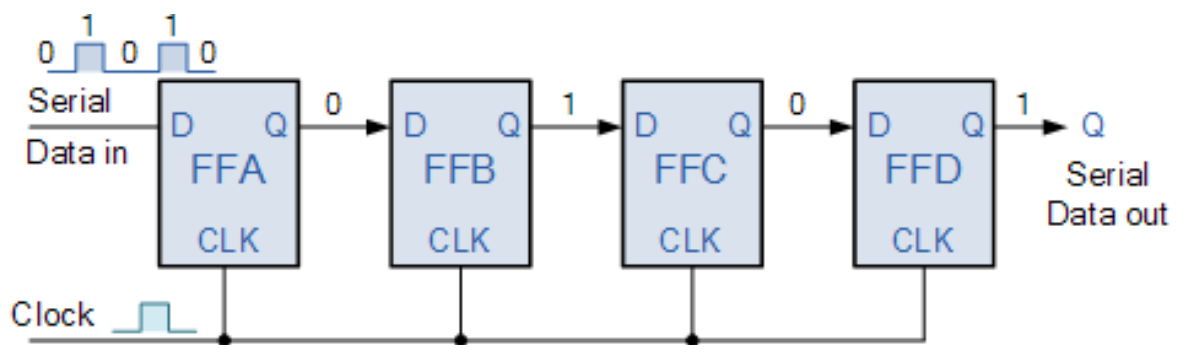 1 1
0 0 0
Serial
Data in
D Q 0 D Q 1 D Q 0 D Q 1 Q
FFA FFB FFC FFD
Serial
Data out
CLK CLK CLK CLK
Clock